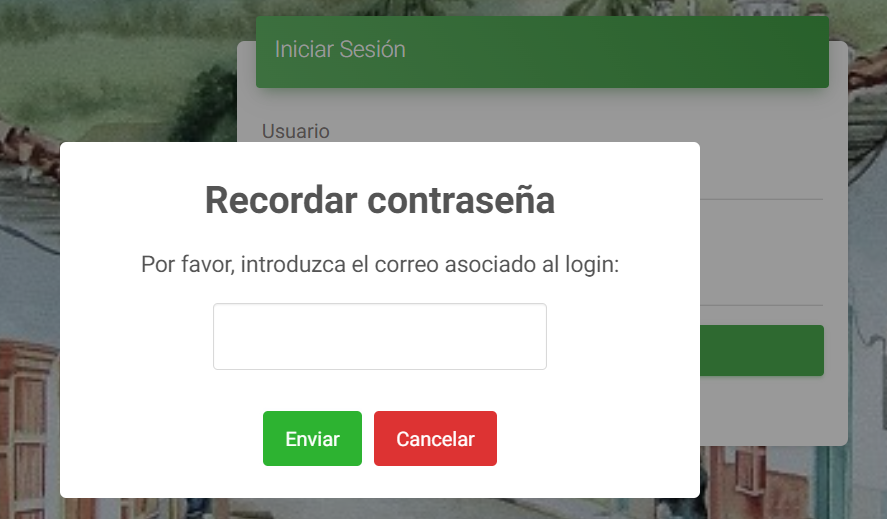 Iniciar Sesión
Usuario
Recordar contraseña
Por favor, introduzca el correo asociado al login:
Enviar
Cancelar